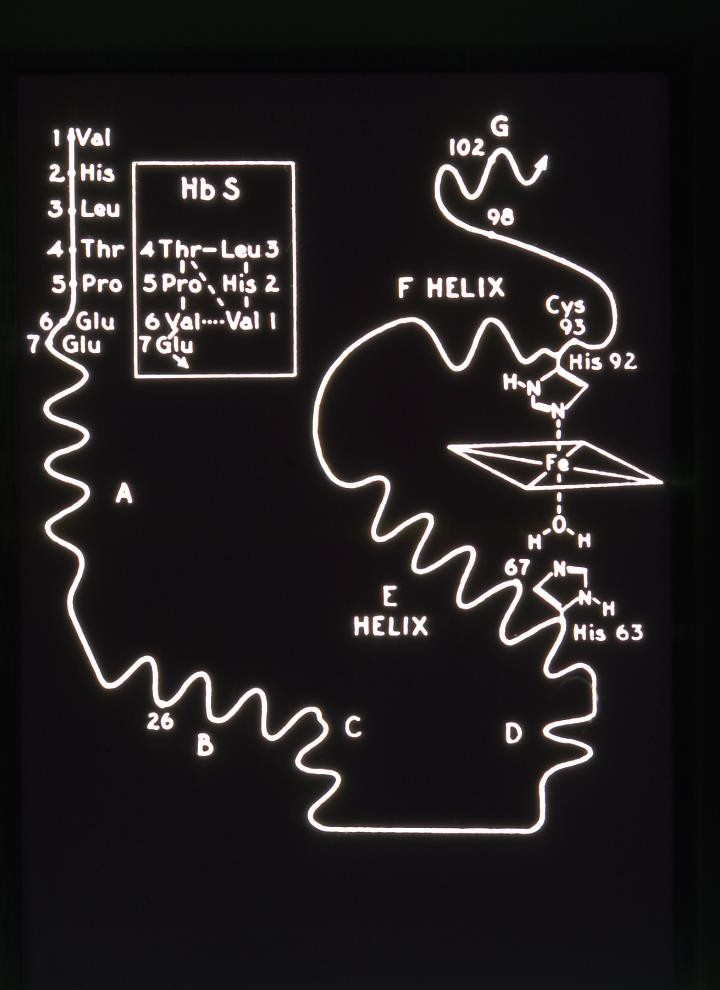 1 Val
2 His
3 Leu
4 Thr
5 Pro
6 Glu
7 Glu
Hb S
4 Thr–Leu 3
5 Pro His 2
6 Val····Val 1
7 Glu
A
26
B
C
D
E
HELIX
F HELIX
G
102
98
Cys
93
His 92
H–N
N
Fe
O
H H
67
N
N–H
His 63